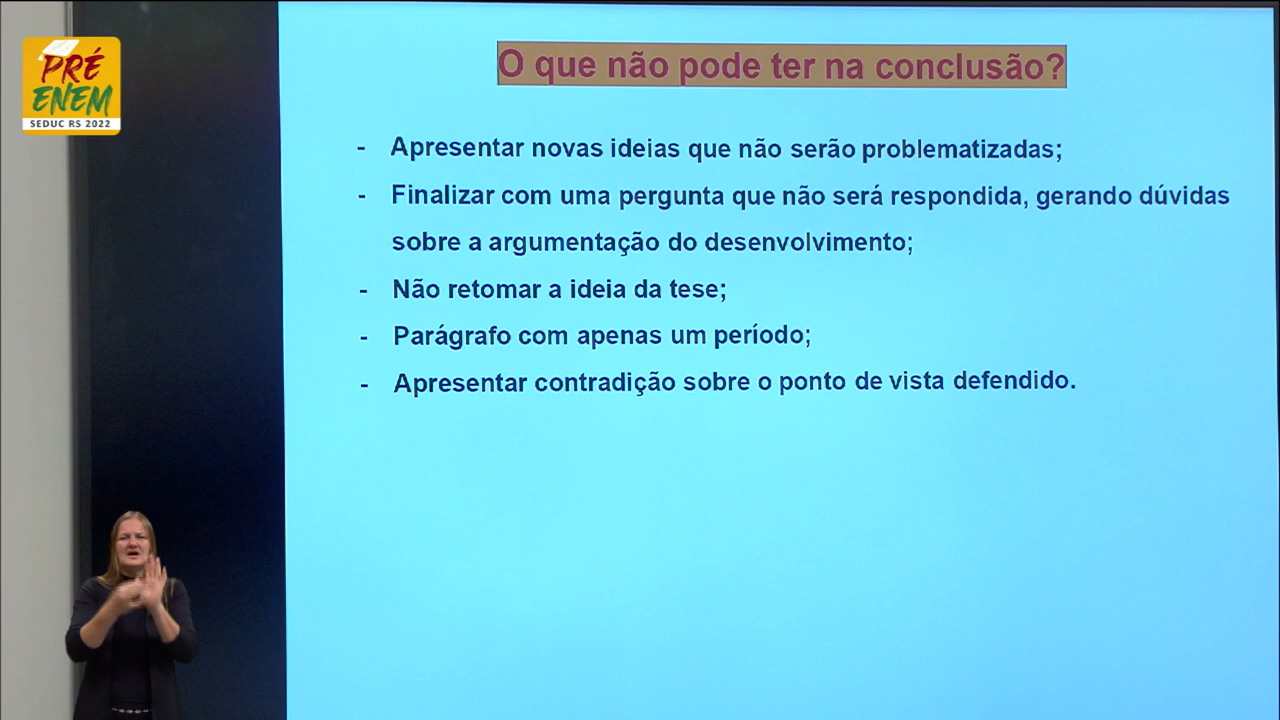 PRÉ
ENEM
SEDUC RS 2022
O que não pode ter na conclusão?
- Apresentar novas ideias que não serão problematizadas;
- Finalizar com uma pergunta que não será respondida, gerando dúvidas
sobre a argumentação do desenvolvimento;
- Não retomar a ideia da tese;
- Parágrafo com apenas um período;
- Apresentar contradição sobre o ponto de vista defendido.